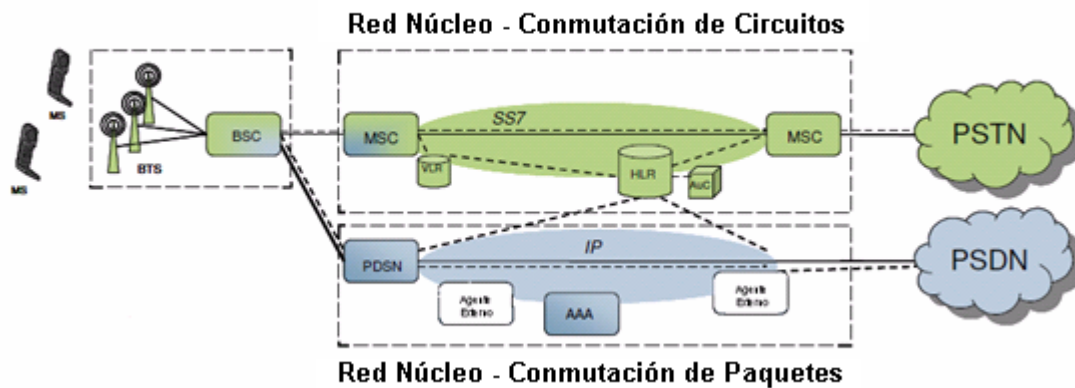 Red Núcleo - Conmutación de Circuitos
MS
MS
BTS
BSC
MSC
SS7
MSC
VLR
HLR
AuC
PSTN
PDSN
IP
Agente
Externo
AAA
Agente
Externo
PSDN
Red Núcleo - Conmutación de Paquetes